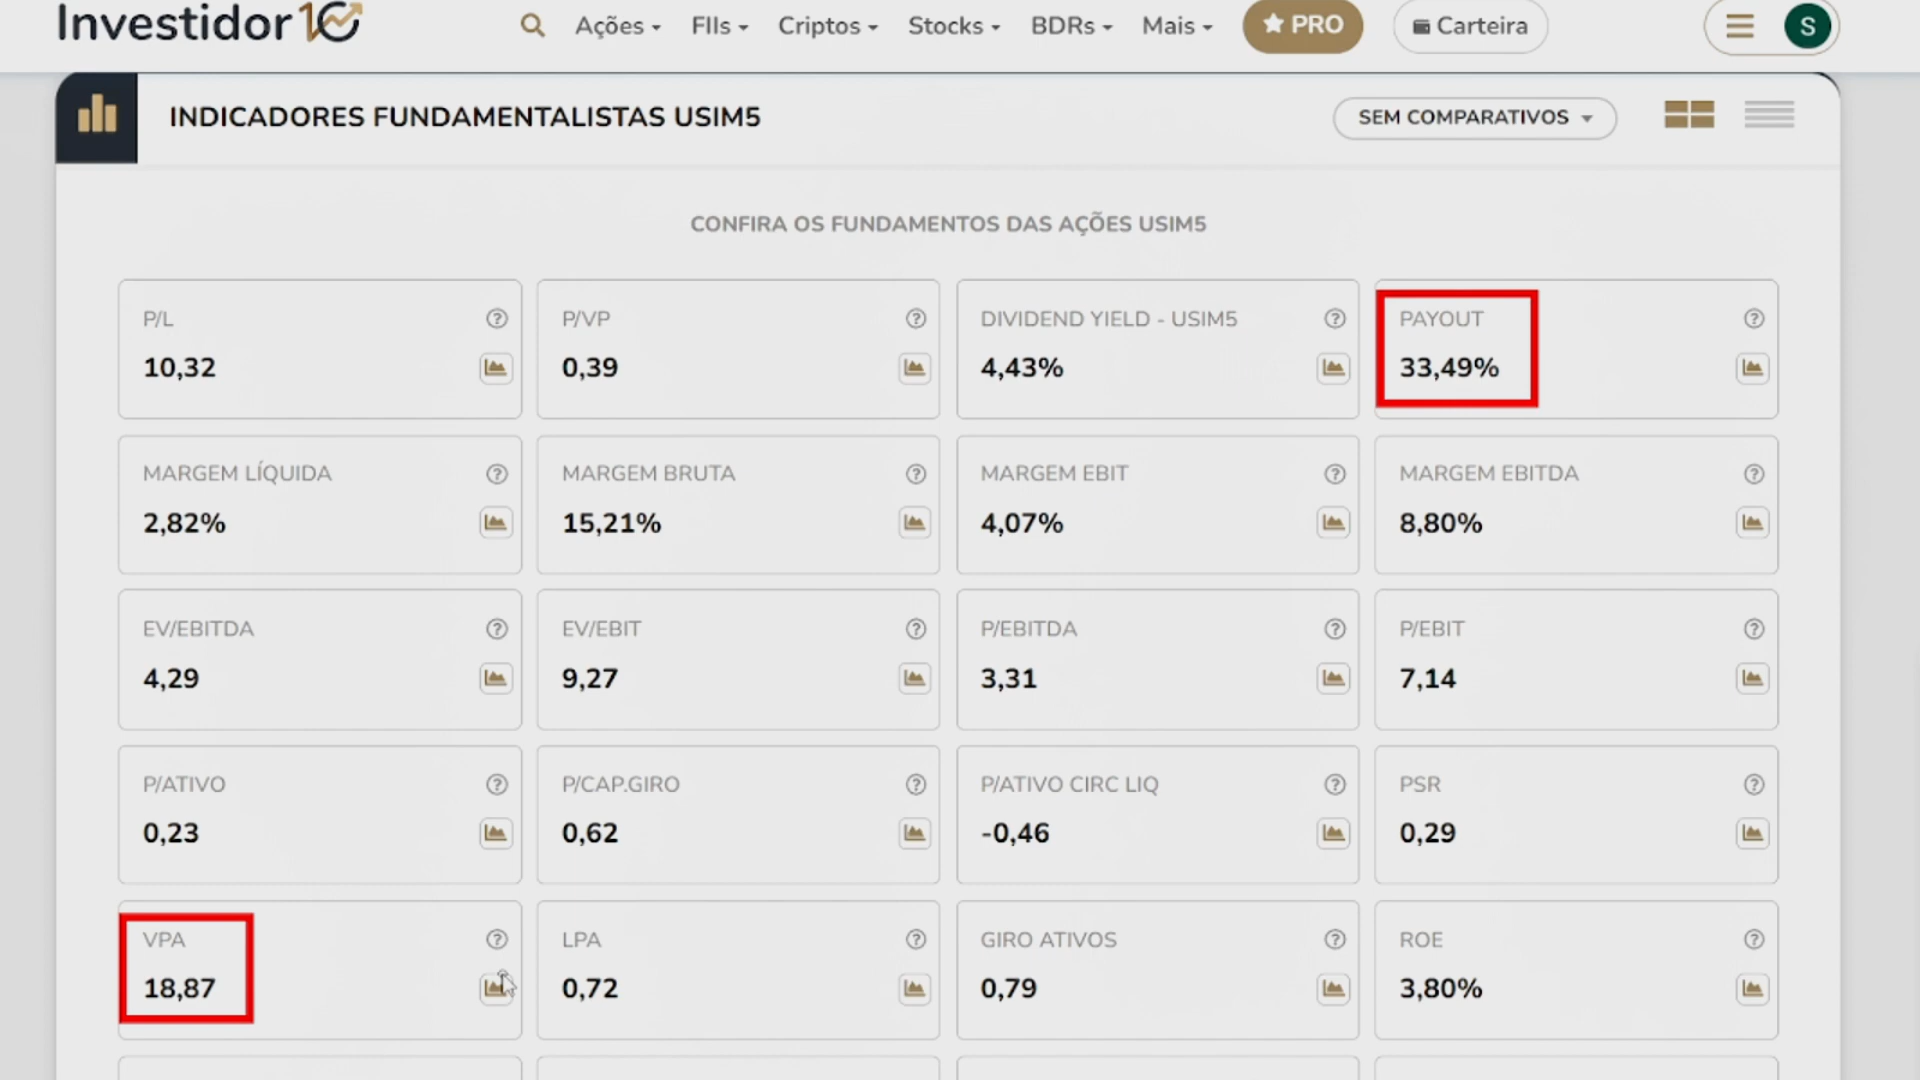 Investidor10
Ações
FIIs
Criptos
Stocks
BDRs
Mais
PRO
Carteira
S
INDICADORES FUNDAMENTALISTAS USIM5
SEM COMPARATIVOS
CONFIRA OS FUNDAMENTOS DAS AÇÕES USIM5
P/L
10,32
P/VP
0,39
DIVIDEND YIELD - USIM5
4,43%
PAYOUT
33,49%
MARGEM LÍQUIDA
2,82%
MARGEM BRUTA
15,21%
MARGEM EBIT
4,07%
MARGEM EBITDA
8,80%
EV/EBITDA
4,29
EV/EBIT
9,27
P/EBITDA
3,31
P/EBIT
7,14
P/ATIVO
0,23
P/CAP.GIRO
0,62
P/ATIVO CIRC LIQ
-0,46
PSR
0,29
VPA
18,87
LPA
0,72
GIRO ATIVOS
0,79
ROE
3,80%